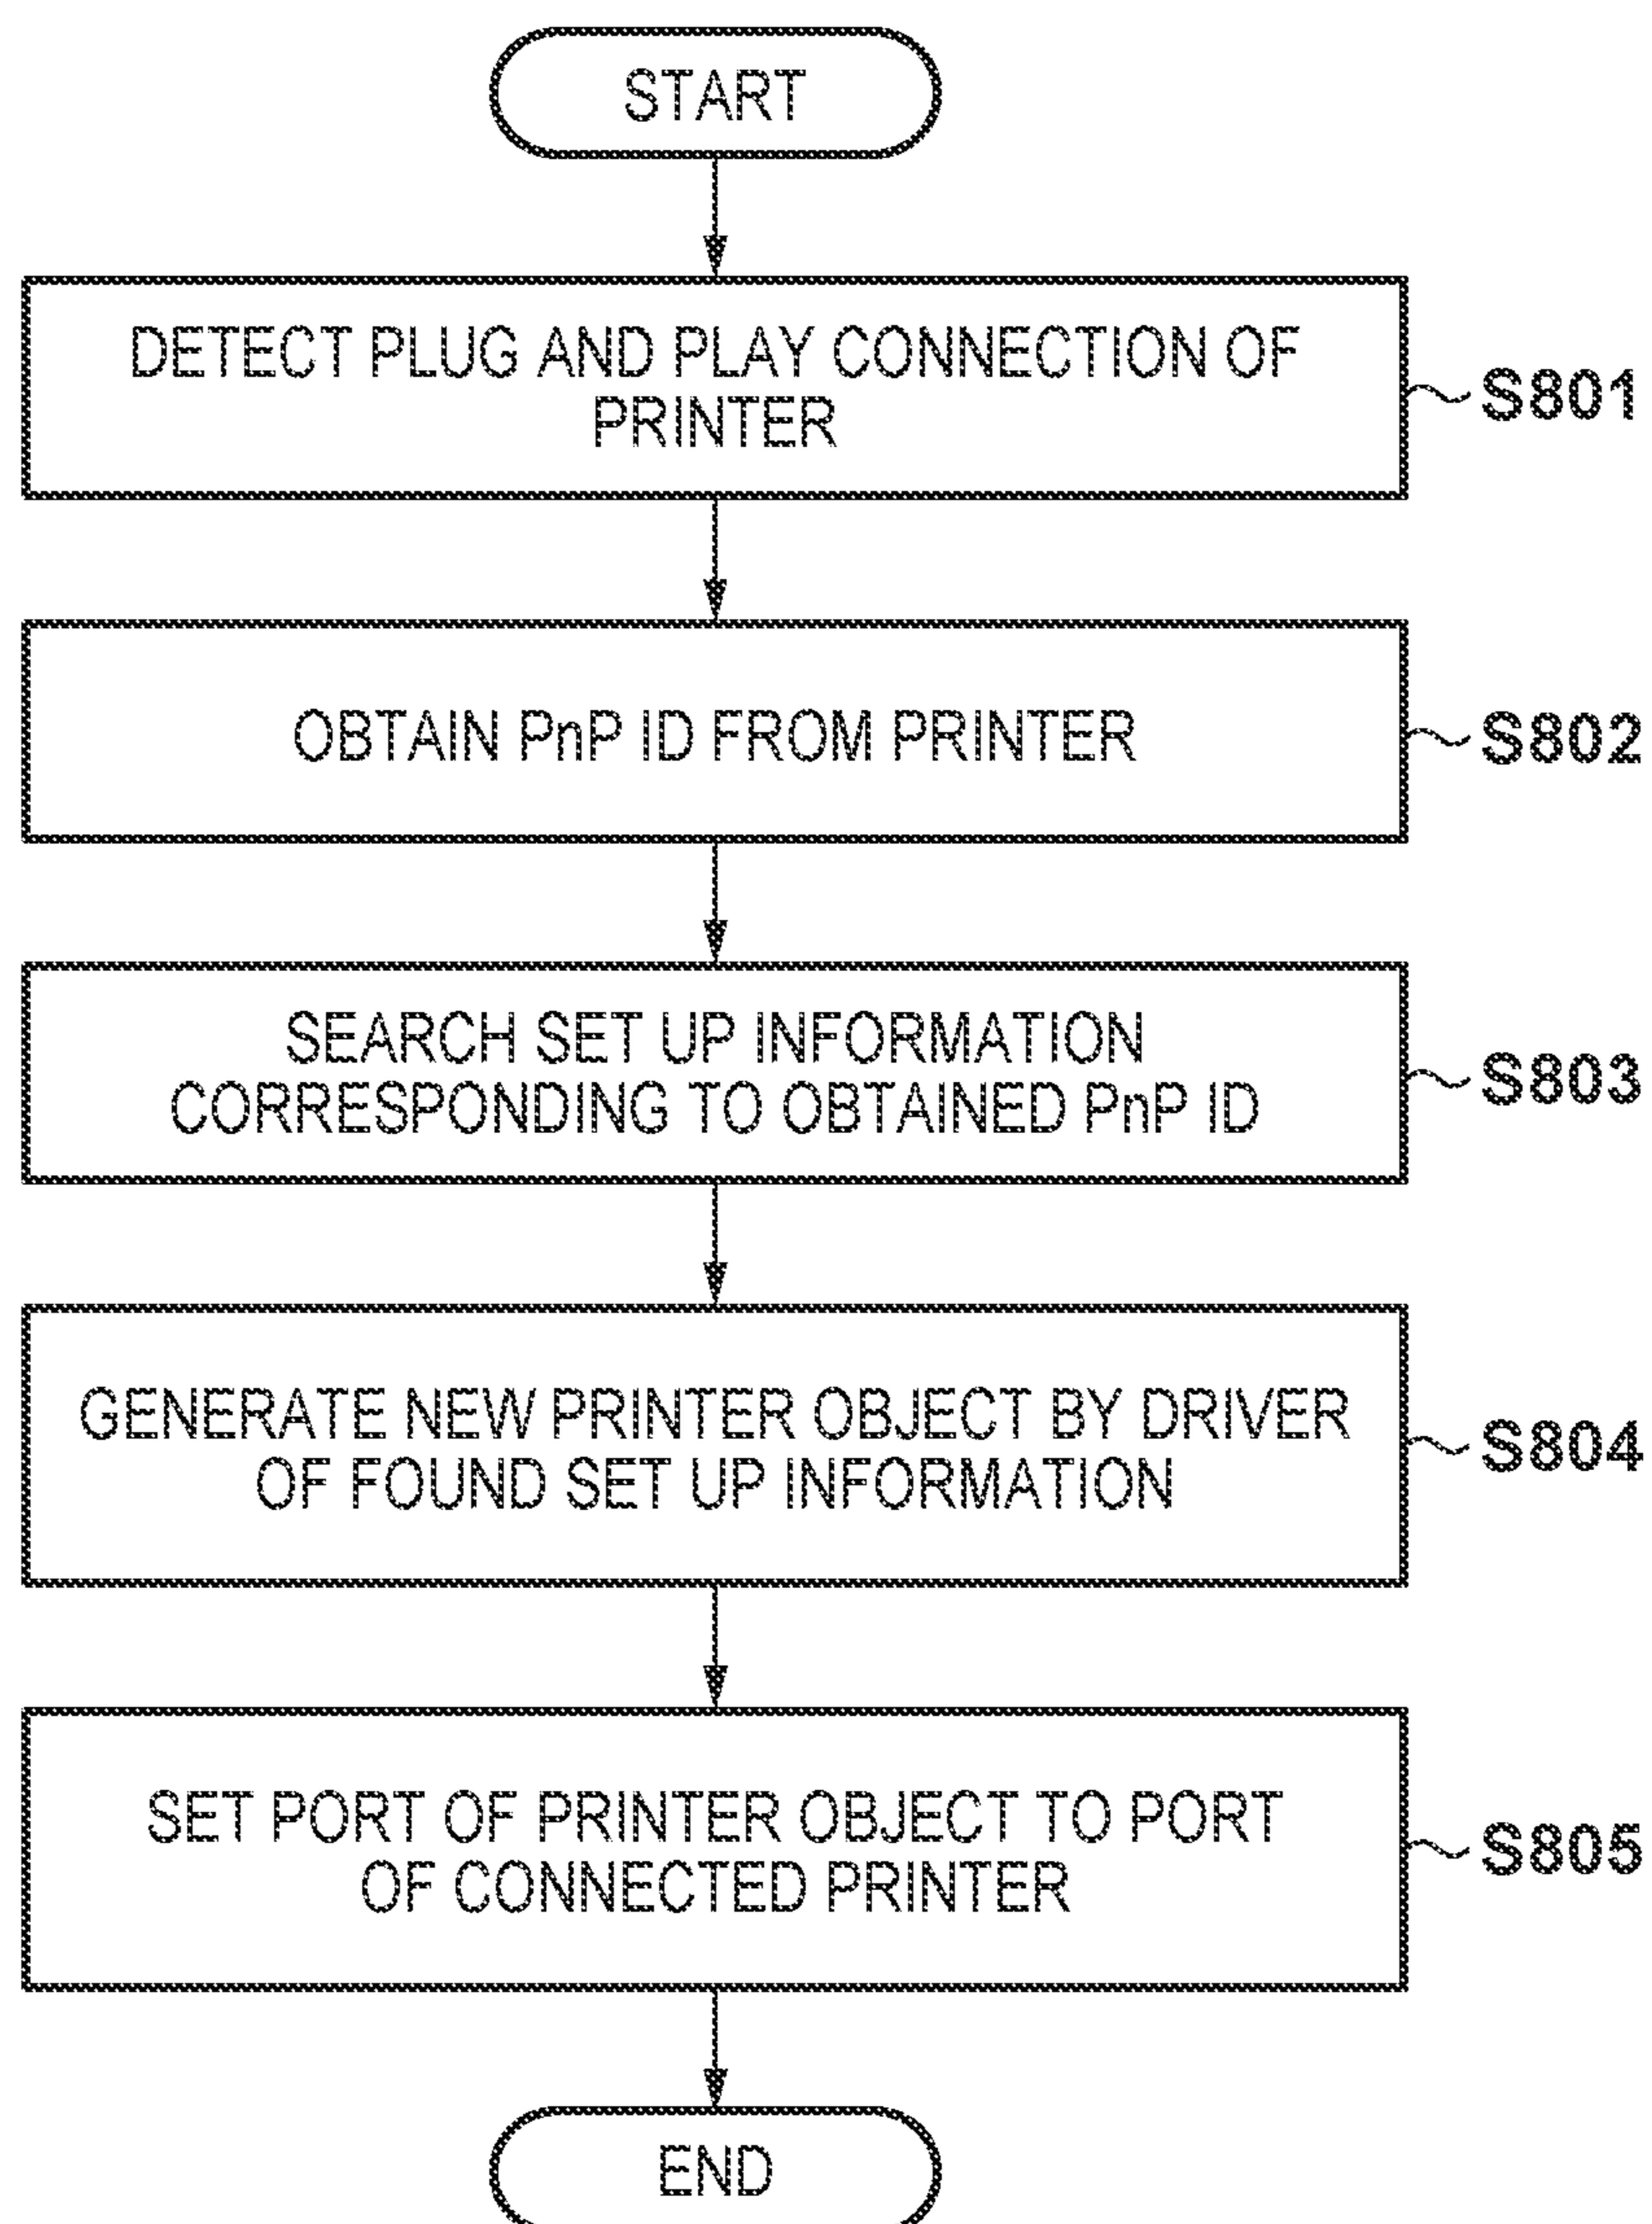 START
DETECT PLUG AND PLAY CONNECTION OF
PRINTER
S801
OBTAIN PnP ID FROM PRINTER
S802
SEARCH SET UP INFORMATION
CORRESPONDING TO OBTAINED PnP ID
S803
GENERATE NEW PRINTER OBJECT BY DRIVER
OF FOUND SET UP INFORMATION
S804
SET PORT OF PRINTER OBJECT TO PORT
OF CONNECTED PRINTER
S805
END